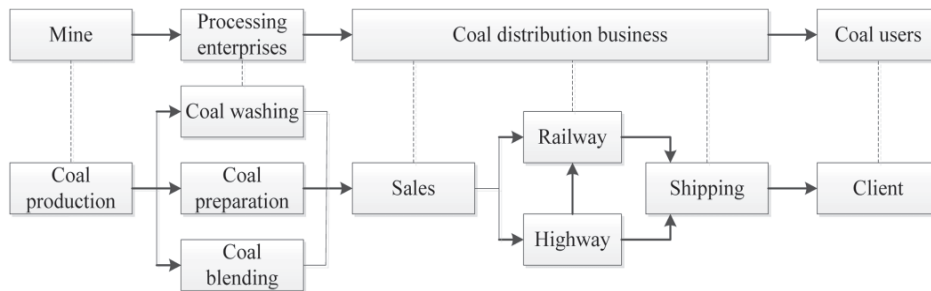 Mine
Processing
enterprises
Coal distribution business
Coal users
Coal washing
Railway
Coal
production
Coal
preparation
Sales
Shipping
Client
Highway
Coal
blending